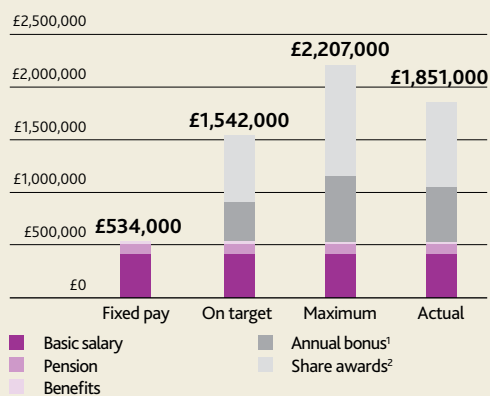 £2,500,000
£2,207,000
£2,000,000
£1,851,000
£1,542,000
£1,500,000
£1,000,000
£534,000
£500,000
£0
Fixed pay On target Maximum Actual
Basic salary Annual bonus¹
Pension Share awards²
Benefits